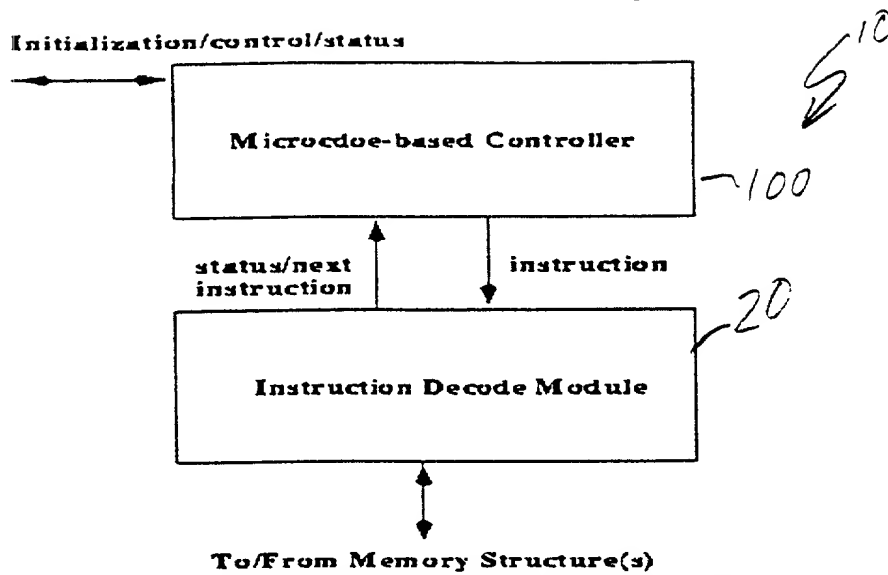 Initialization/control/status
10
Microcdoe-based Controller
100
status/next
instruction
instruction
20
Instruction Decode Module
To/From Memory Structure(s)